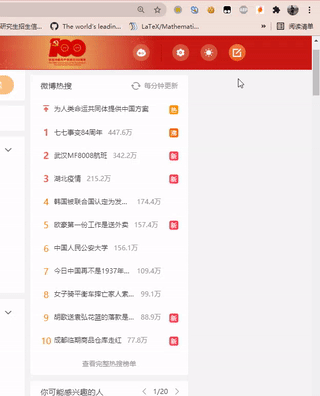 研究生招生信...
The world's leadin...
LaTeX/Mathemati...
»
阅读清单
100
微博热搜
每分钟更新
为人类命运共同体提供中国方案 热
1 七七事变84周年 447.6万 沸
2 武汉MF8008航班 342.2万 新
3 湖北疫情 215.2万 新
4 韩国被联合国认定为发... 174.4万
5 欧豪第一份工作是送外卖 157.4万 新
6 中国人民公安大学 156.1万
7 今日中国再不是1937年... 109.4万
8 女子骑平衡车摔亡家人索... 99.1万
9 胡歌送袁弘花篮的落款是... 88.9万 新
10 成都临期商品仓库走红 77.8万 新
查看完整热搜榜单
你可能感兴趣的人
1/20